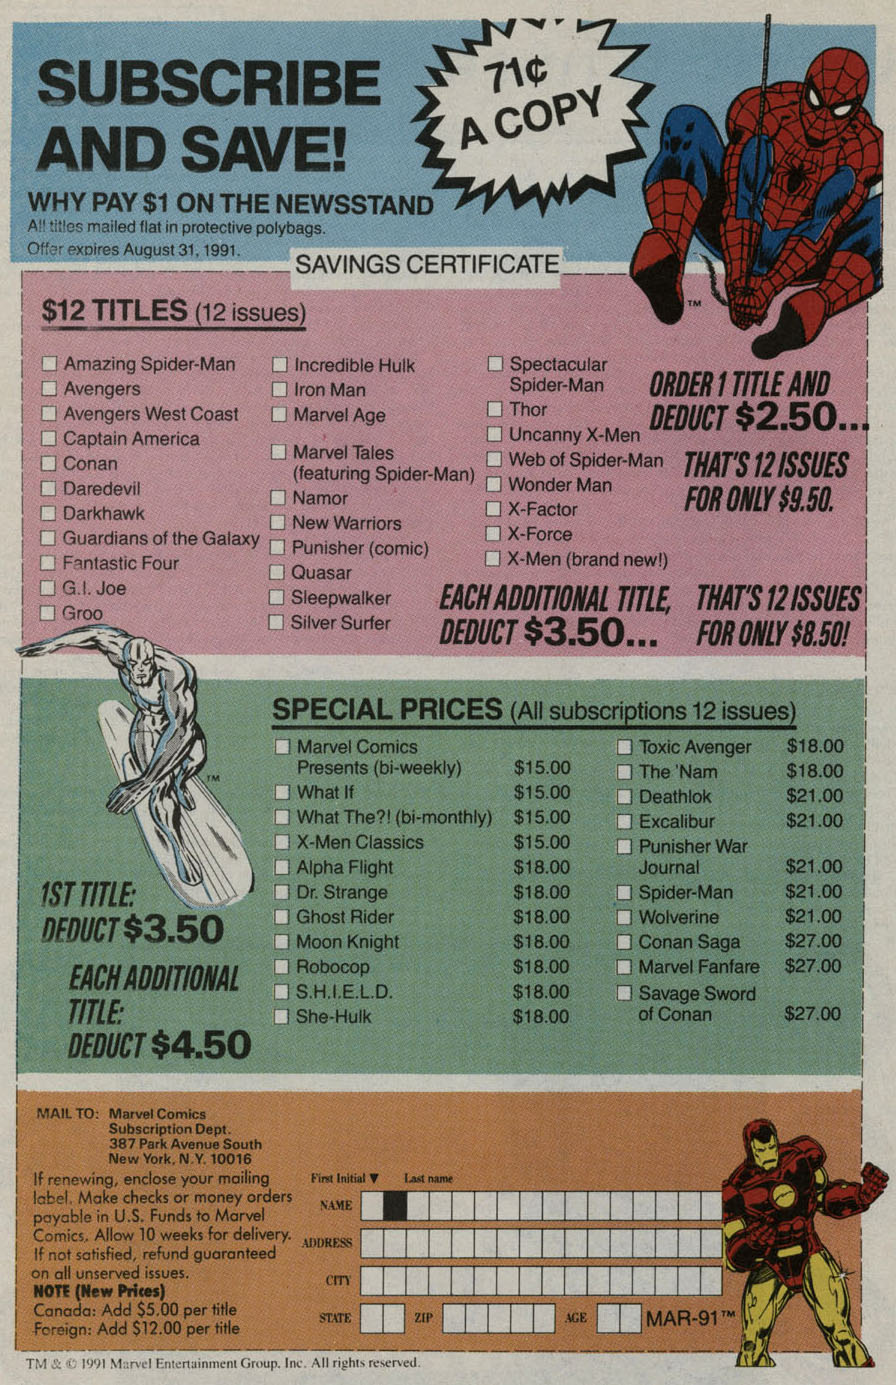 SUBSCRIBE
AND SAVE!
71¢
A COPY
WHY PAY $1 ON THE NEWSSTAND
All titles mailed flat in protective polybags.
Offer expires August 31, 1991.
SAVINGS CERTIFICATE
TM
$12 TITLES (12 issues)
Amazing Spider-Man
Avengers
Avengers West Coast
Captain America
Conan
Daredevil
Darkhawk
Guardians of the Galaxy
Fantastic Four
G.I. Joe
Groo
Incredible Hulk
Iron Man
Marvel Age
Marvel Tales
(featuring Spider-Man)
Namor
New Warriors
Punisher (comic)
Quasar
Sleepwalker
Silver Surfer
Spectacular
Spider-Man
Thor
Uncanny X-Men
Web of Spider-Man
Wonder Man
X-Factor
X-Force
X-Men (brand new!)
ORDER 1 TITLE AND
DEDUCT $2.50...
THAT'S 12 ISSUES
FOR ONLY $9.50.
EACH ADDITIONAL TITLE,
DEDUCT $3.50...
THAT'S 12 ISSUES
FOR ONLY $8.50!
TM
1ST TITLE:
DEDUCT $3.50
EACH ADDITIONAL
TITLE:
DEDUCT $4.50
SPECIAL PRICES (All subscriptions 12 issues)
Marvel Comics
Presents (bi-weekly) $15.00
What If $15.00
What The?! (bi-monthly) $15.00
X-Men Classics $15.00
Alpha Flight $18.00
Dr. Strange $18.00
Ghost Rider $18.00
Moon Knight $18.00
Robocop $18.00
S.H.I.E.L.D. $18.00
She-Hulk $18.00
Toxic Avenger $18.00
The 'Nam $18.00
Deathlok $21.00
Excalibur $21.00
Punisher War
Journal $21.00
Spider-Man $21.00
Wolverine $21.00
Conan Saga $27.00
Marvel Fanfare $27.00
Savage Sword
of Conan $27.00
MAIL TO: Marvel Comics
Subscription Dept.
387 Park Avenue South
New York, N.Y. 10016
If renewing, enclose your mailing
label. Make checks or money orders
payable in U.S. Funds to Marvel
Comics. Allow 10 weeks for delivery.
If not satisfied, refund guaranteed
on all unserved issues.
NOTE (New Prices)
Canada: Add $5.00 per title
Foreign: Add $12.00 per title
First Initial ▼ Last name
NAME
ADDRESS
CITY
STATE ZIP AGE MAR-91 TM
TM & © 1991 Marvel Entertainment Group, Inc. All rights reserved.